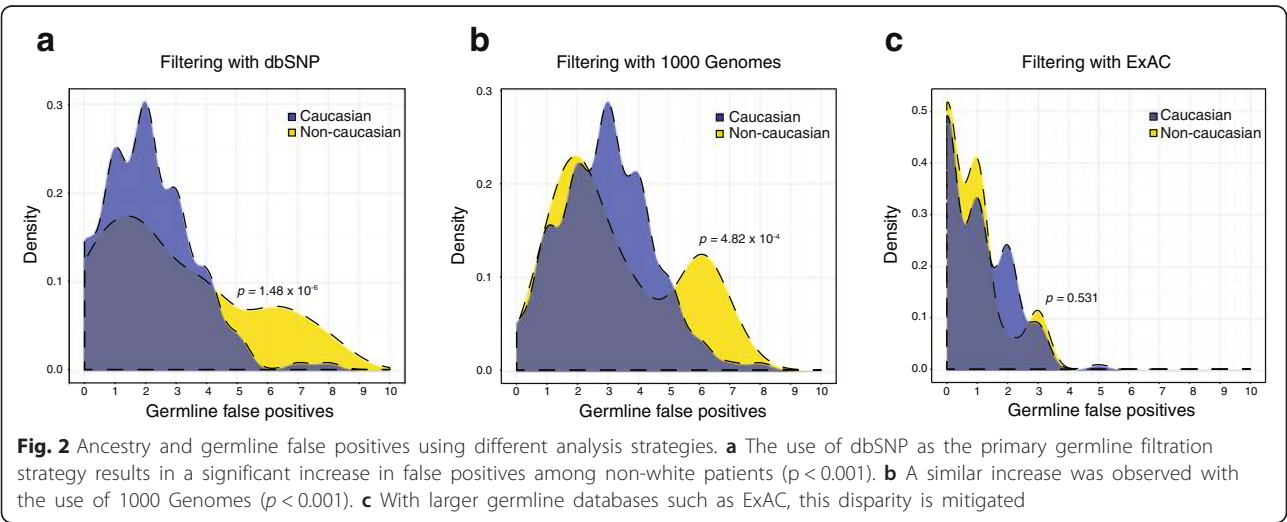 a
Filtering with dbSNP
0.3
0.2
0.1
0.0
Density
Caucasian
Non-caucasian
p = 1.48 x 10-6
0 1 2 3 4 5 6 7 8 9 10
Germline false positives
b
Filtering with 1000 Genomes
0.3
0.2
0.1
0.0
Density
Caucasian
Non-caucasian
p = 4.82 x 10-4
0 1 2 3 4 5 6 7 8 9 10
Germline false positives
c
Filtering with ExAC
0.5
0.4
0.3
0.2
0.1
0.0
Density
Caucasian
Non-caucasian
p = 0.531
0 1 2 3 4 5 6 7 8 9 10
Germline false positives
Fig. 2 Ancestry and germline false positives using different analysis strategies. a The use of dbSNP as the primary germline filtration
strategy results in a significant increase in false positives among non-white patients (p < 0.001). b A similar increase was observed with
the use of 1000 Genomes (p < 0.001). c With larger germline databases such as ExAC, this disparity is mitigated